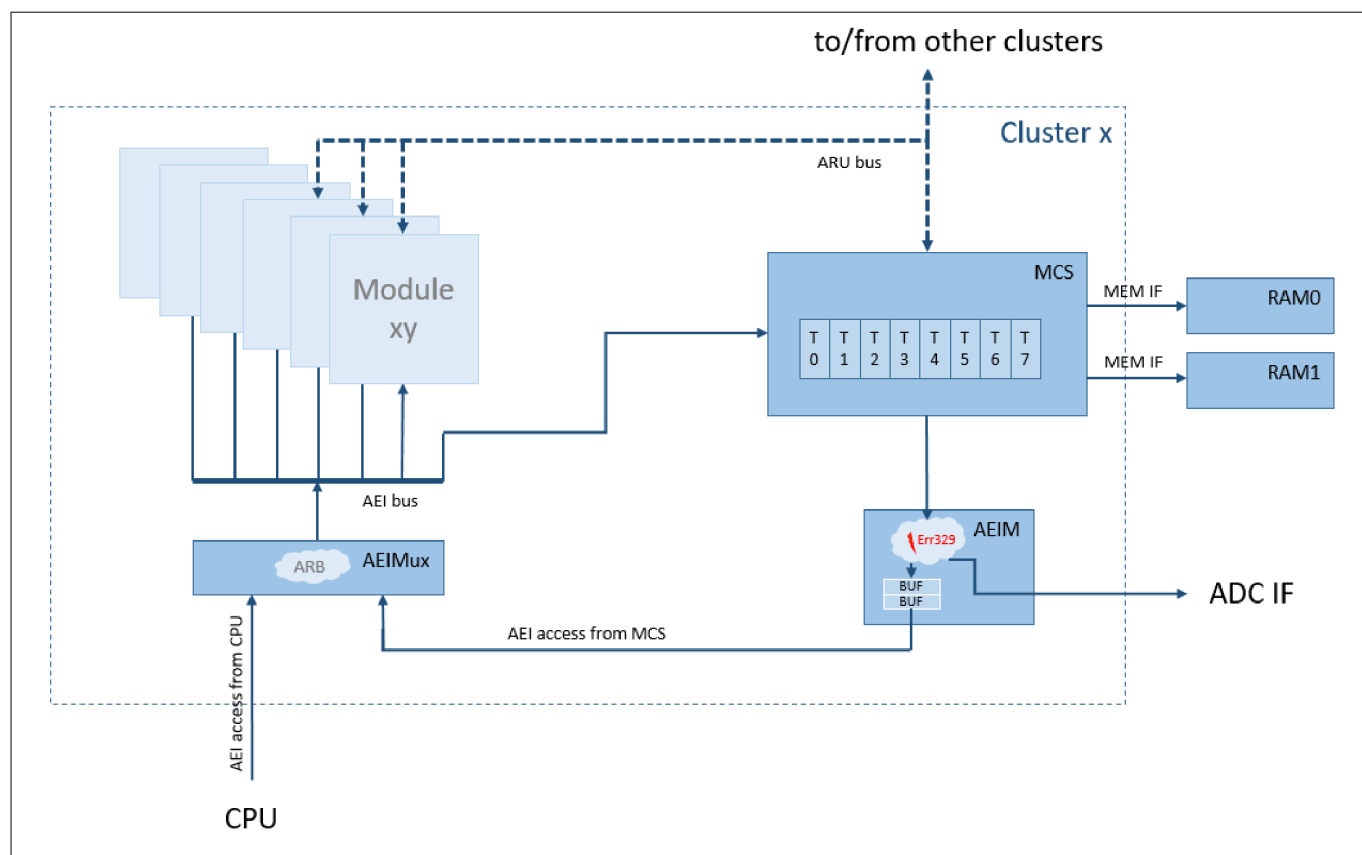 to/from other clusters
Cluster x
ARU bus
Module
xy
MCS
T
0
T
1
T
2
T
3
T
4
T
5
T
6
T
7
MEM IF
RAM0
MEM IF
RAM1
AEI bus
AEIMux
ARB
AEIM
Err329
BUF
BUF
ADC IF
AEI access from MCS
AEI access from CPU
CPU